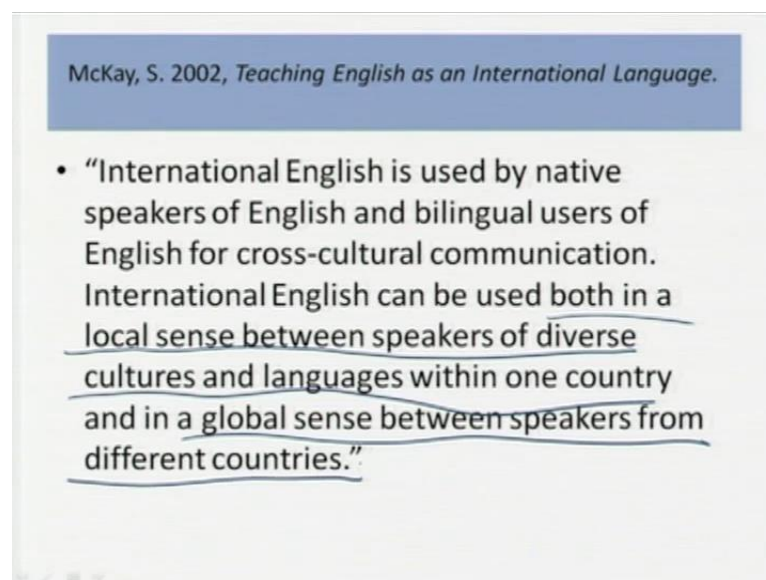 McKay, S. 2002, Teaching English as an International Language.
• “International English is used by native
speakers of English and bilingual users of
English for cross-cultural communication.
International English can be used both in a
local sense between speakers of diverse
cultures and languages within one country
and in a global sense between speakers from
different countries.”